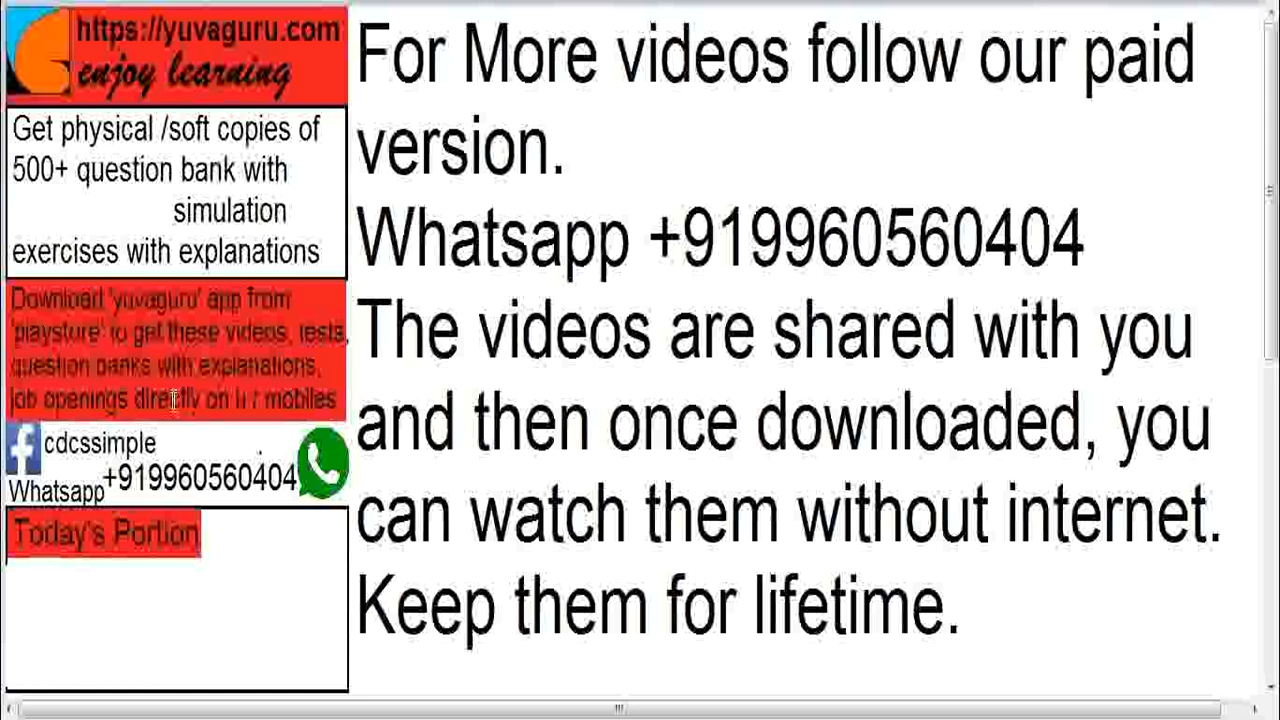 https://yuvaguru.com
enjoy learning
Get physical /soft copies of
500+ question bank with
simulation
exercises with explanations
Download 'yuvaguru' app from
'playstore' to get these videos, tests,
question banks with explanations,
job openings directly on u r mobiles
cdcssimple
Whatsapp +919960560404
Today's Portion
For More videos follow our paid
version.
Whatsapp +919960560404
The videos are shared with you
and then once downloaded, you
can watch them without internet.
Keep them for lifetime.